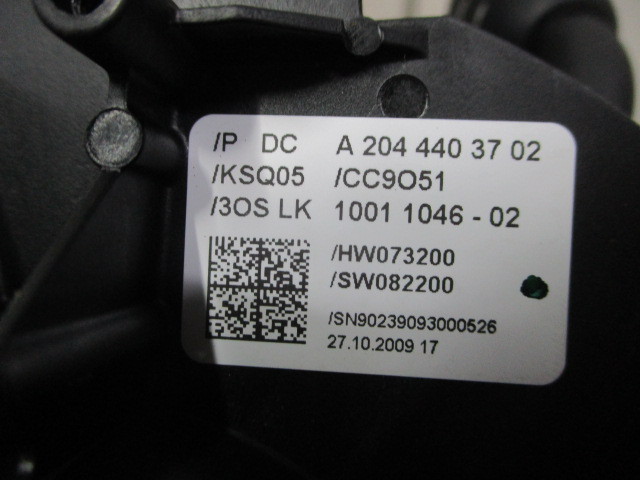 /P DC A 204 440 37 02
/KSQ05 /CC9O51
/3OS LK 1001 1046 - 02
/HW073200
/SW082200
/SN90239093000526
27.10.2009 17